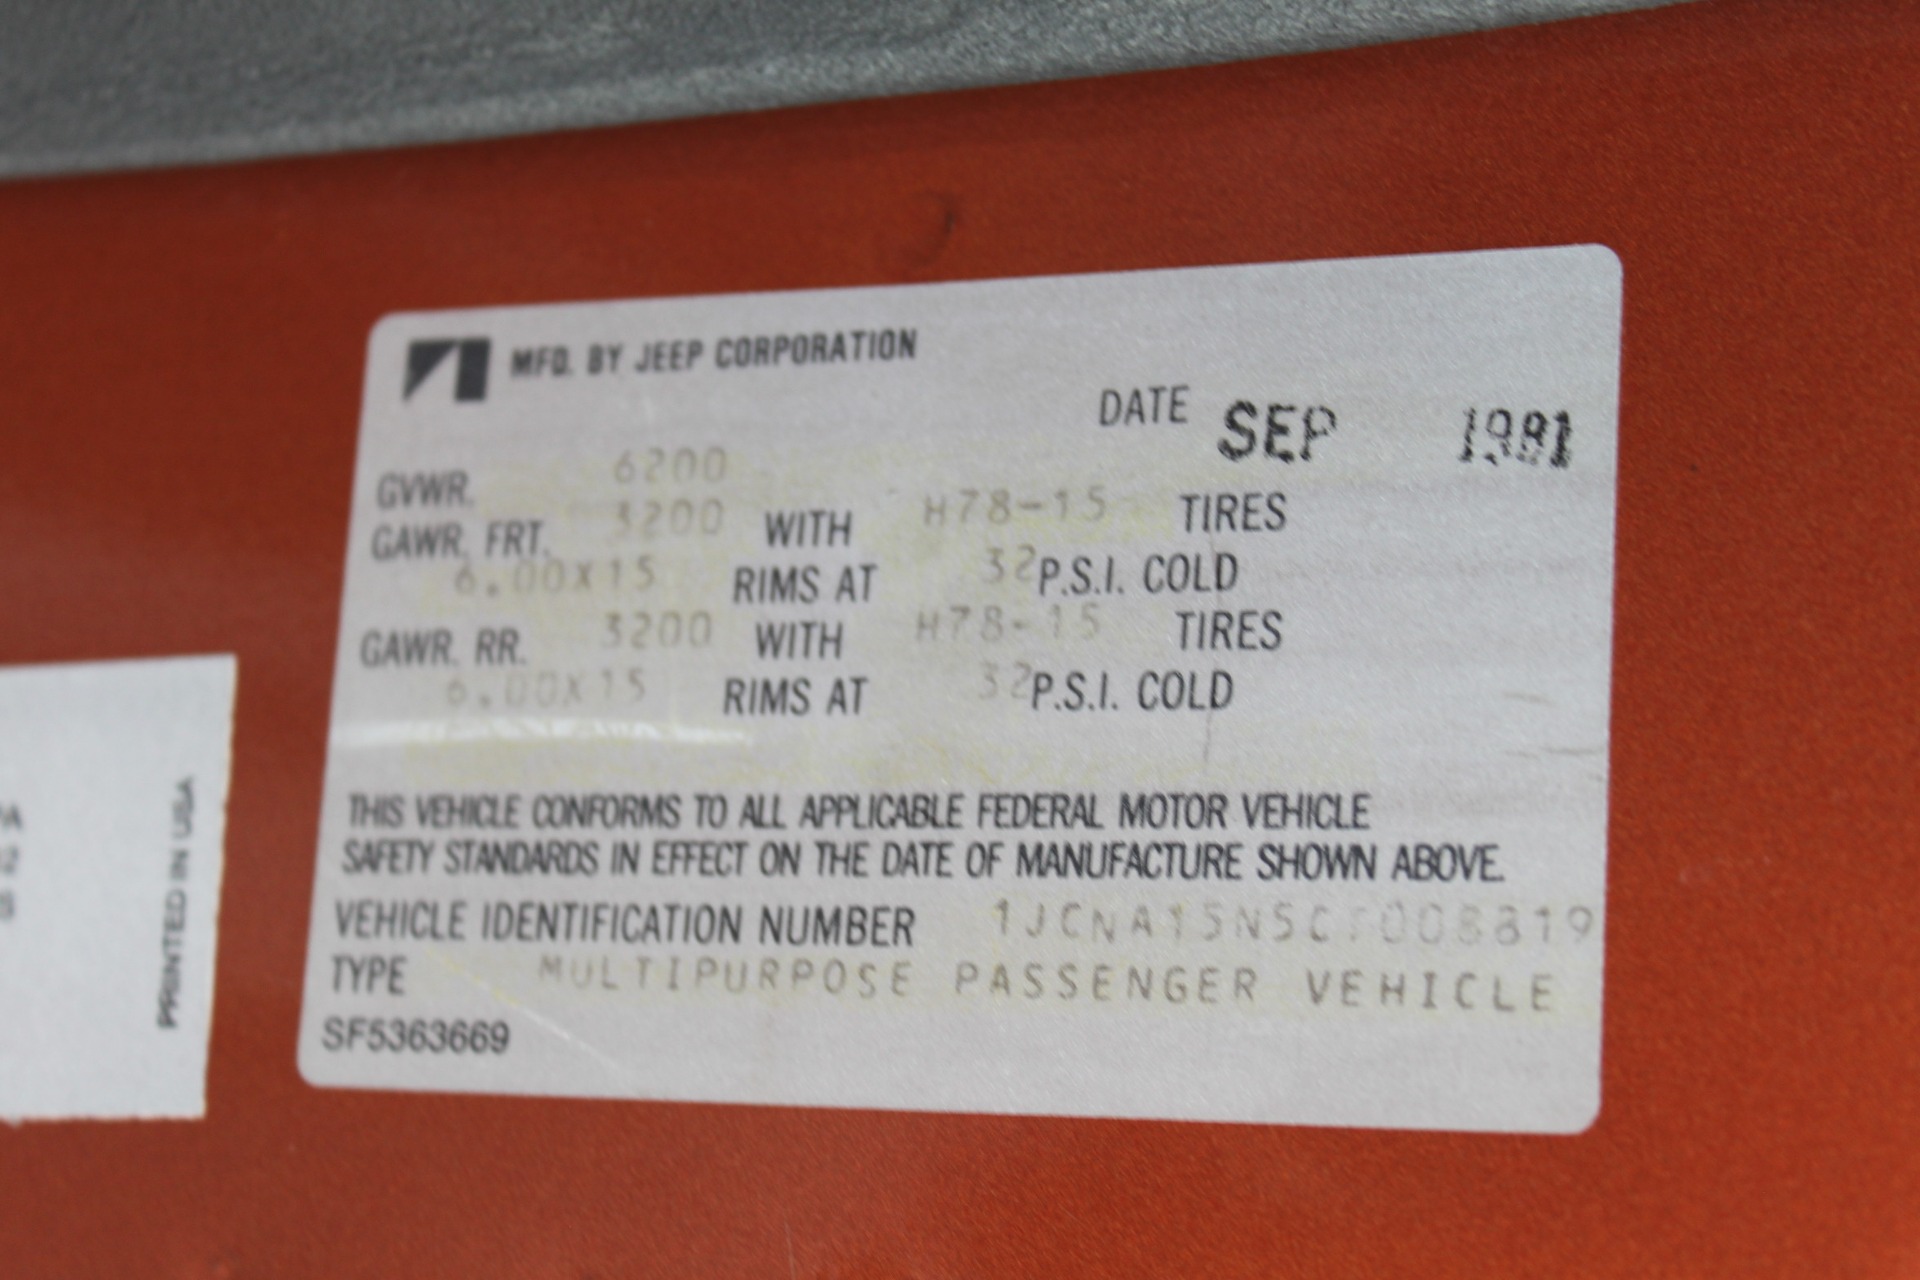 MFD. BY JEEP CORPORATION
DATE SEP 1981
GVWR. 6200
GAWR. FRT. 3200 WITH H78-15 TIRES
6.00X15 RIMS AT 32 P.S.I. COLD
GAWR. RR. 3200 WITH H78-15 TIRES
6.00X15 RIMS AT 32 P.S.I. COLD
THIS VEHICLE CONFORMS TO ALL APPLICABLE FEDERAL MOTOR VEHICLE
SAFETY STANDARDS IN EFFECT ON THE DATE OF MANUFACTURE SHOWN ABOVE.
VEHICLE IDENTIFICATION NUMBER
TYPE MULTIPURPOSE PASSENGER VEHICLE
SF5363669
PRINTED IN USA